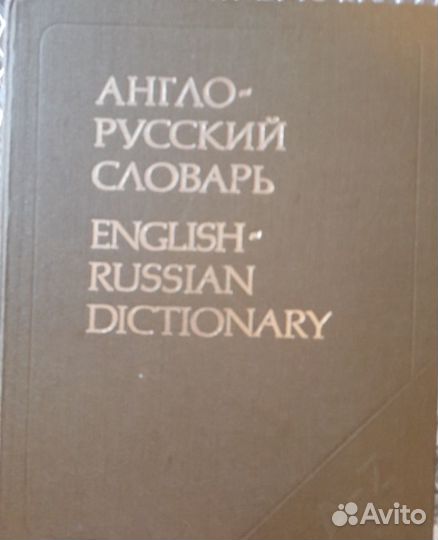 АНГЛО-
РУССКИЙ
СЛОВАРЬ
ENGLISH-
RUSSIAN
DICTIONARY
Avito